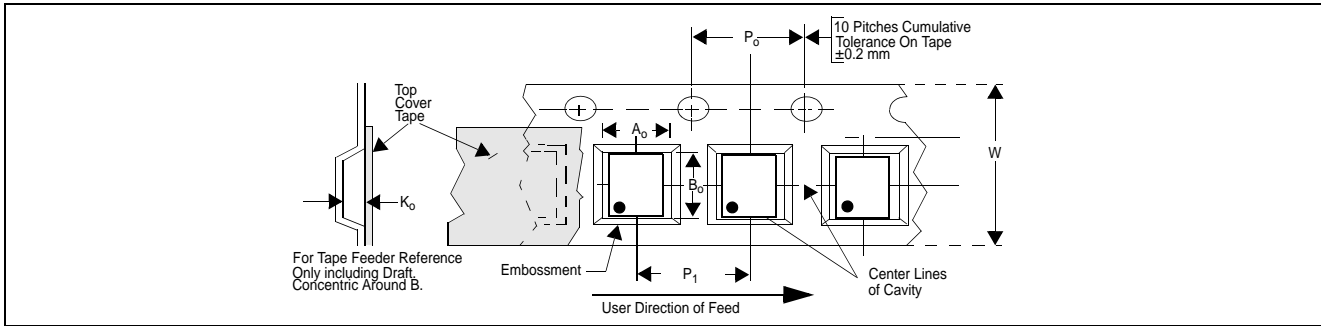 10 Pitches Cumulative
Tolerance On Tape
±0.2 mm
Po
Top
Cover
Tape
Ao
W
Bo
Ko
For Tape Feeder Reference
Only including Draft.
Concentric Around B.
Embossment
P1
Center Lines
of Cavity
User Direction of Feed